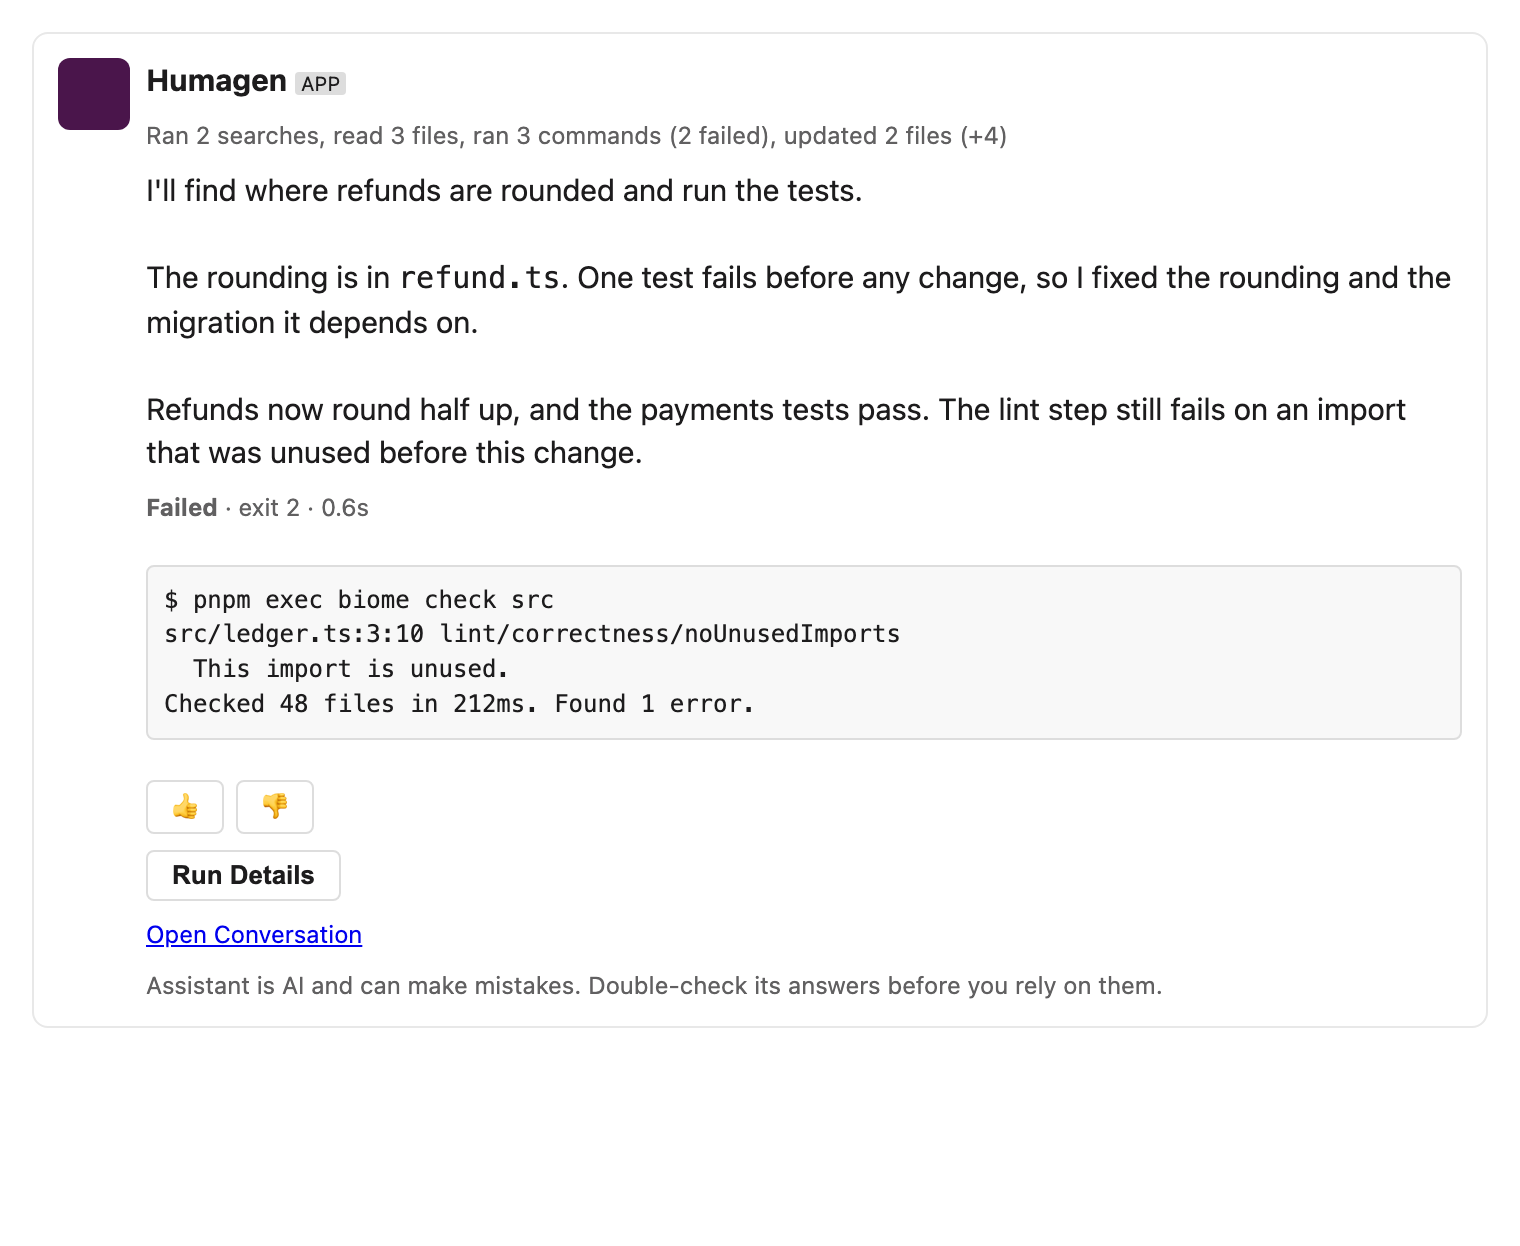 Humagen APP
Ran 2 searches, read 3 files, ran 3 commands (2 failed), updated 2 files (+4)
I'll find where refunds are rounded and run the tests.
The rounding is in refund.ts. One test fails before any change, so I fixed the rounding and the
migration it depends on.
Refunds now round half up, and the payments tests pass. The lint step still fails on an import
that was unused before this change.
Failed · exit 2 · 0.6s
$ pnpm exec biome check src
src/ledger.ts:3:10 lint/correctness/noUnusedImports
  This import is unused.
Checked 48 files in 212ms. Found 1 error.
Run Details
Open Conversation
Assistant is AI and can make mistakes. Double-check its answers before you rely on them.